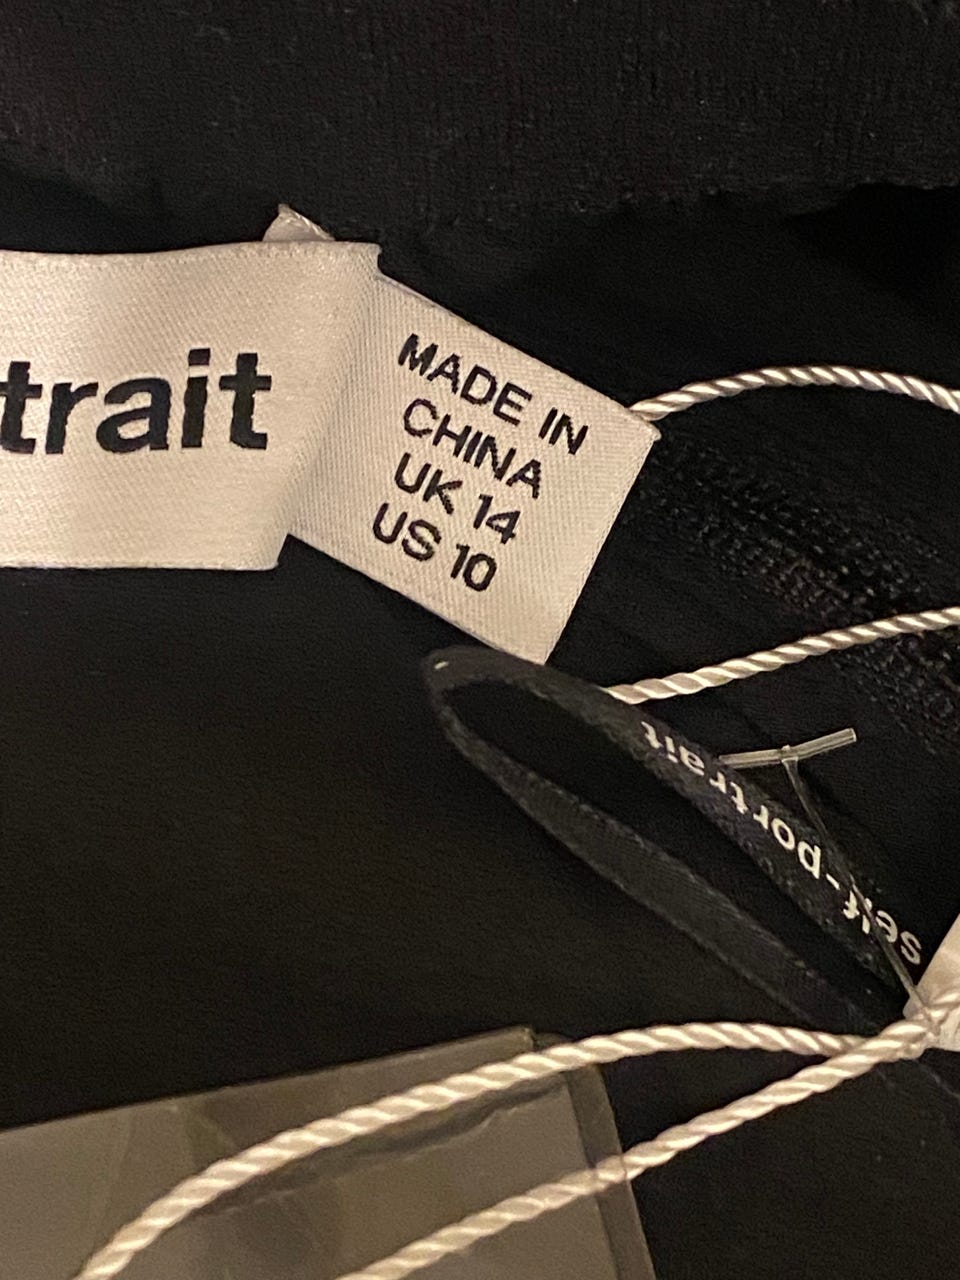 trait
MADE IN
CHINA
UK 14
US 10
self-portrait